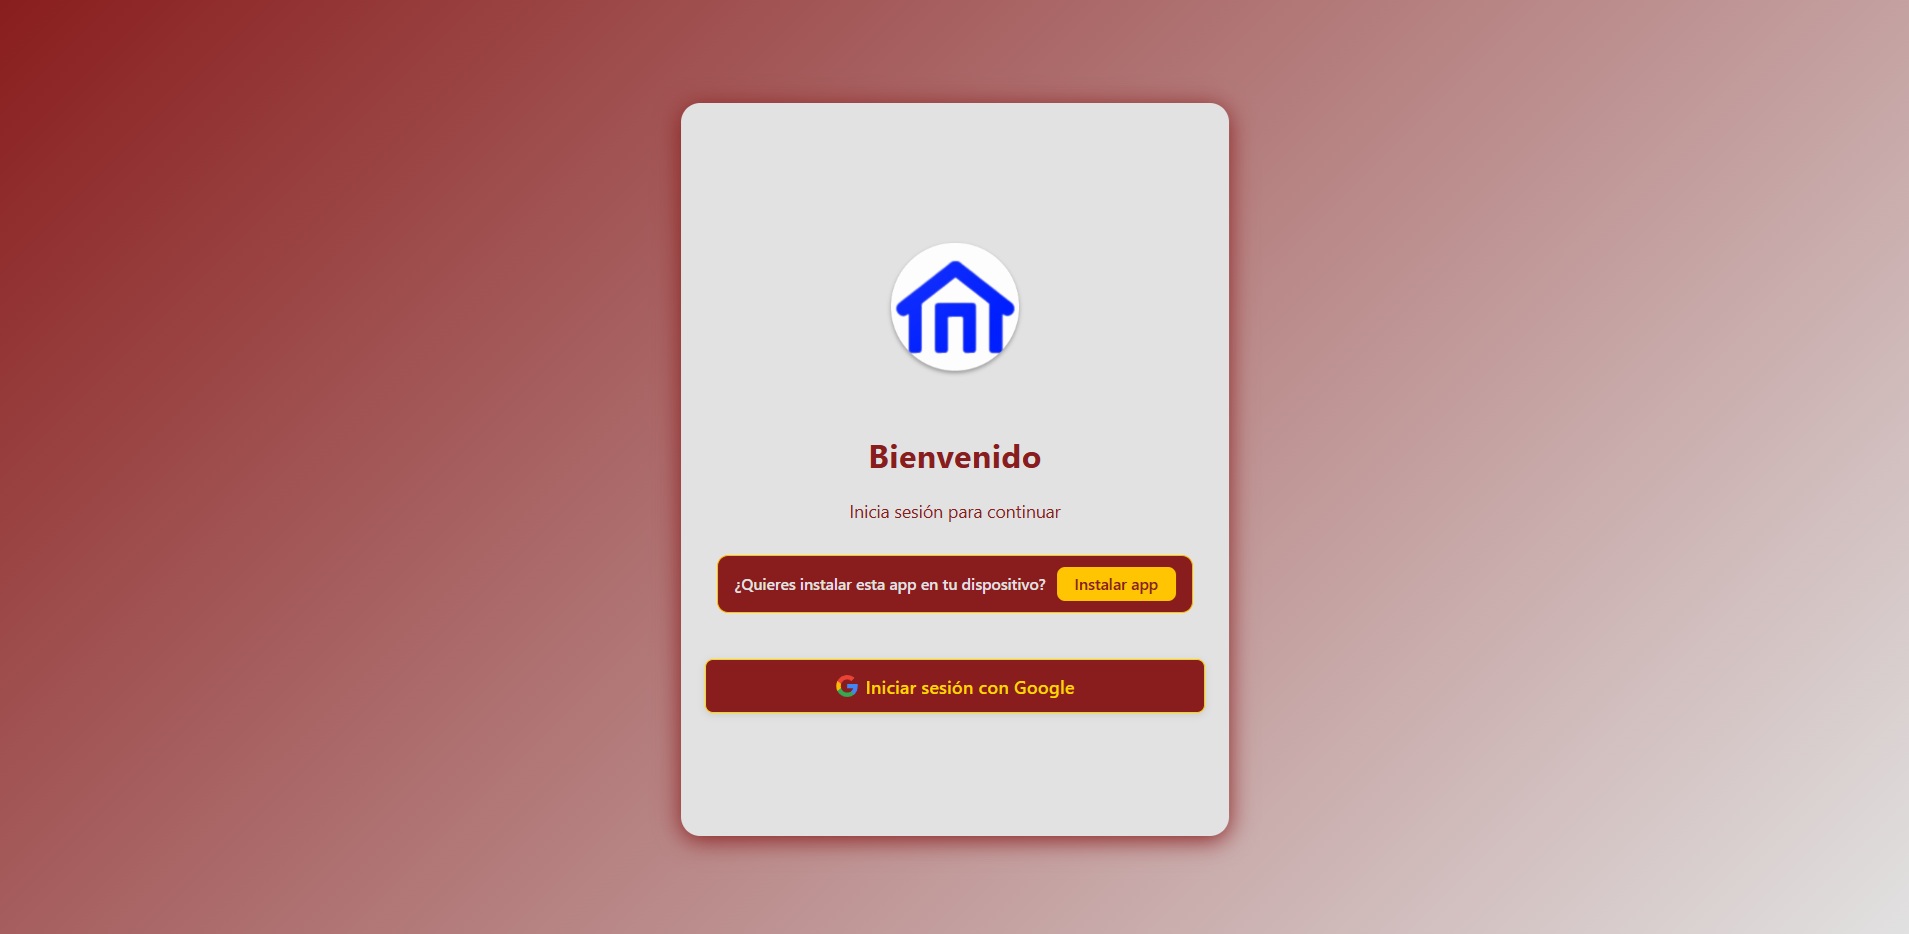 Bienvenido
Inicia sesión para continuar
¿Quieres instalar esta app en tu dispositivo? Instalar app
Iniciar sesión con Google